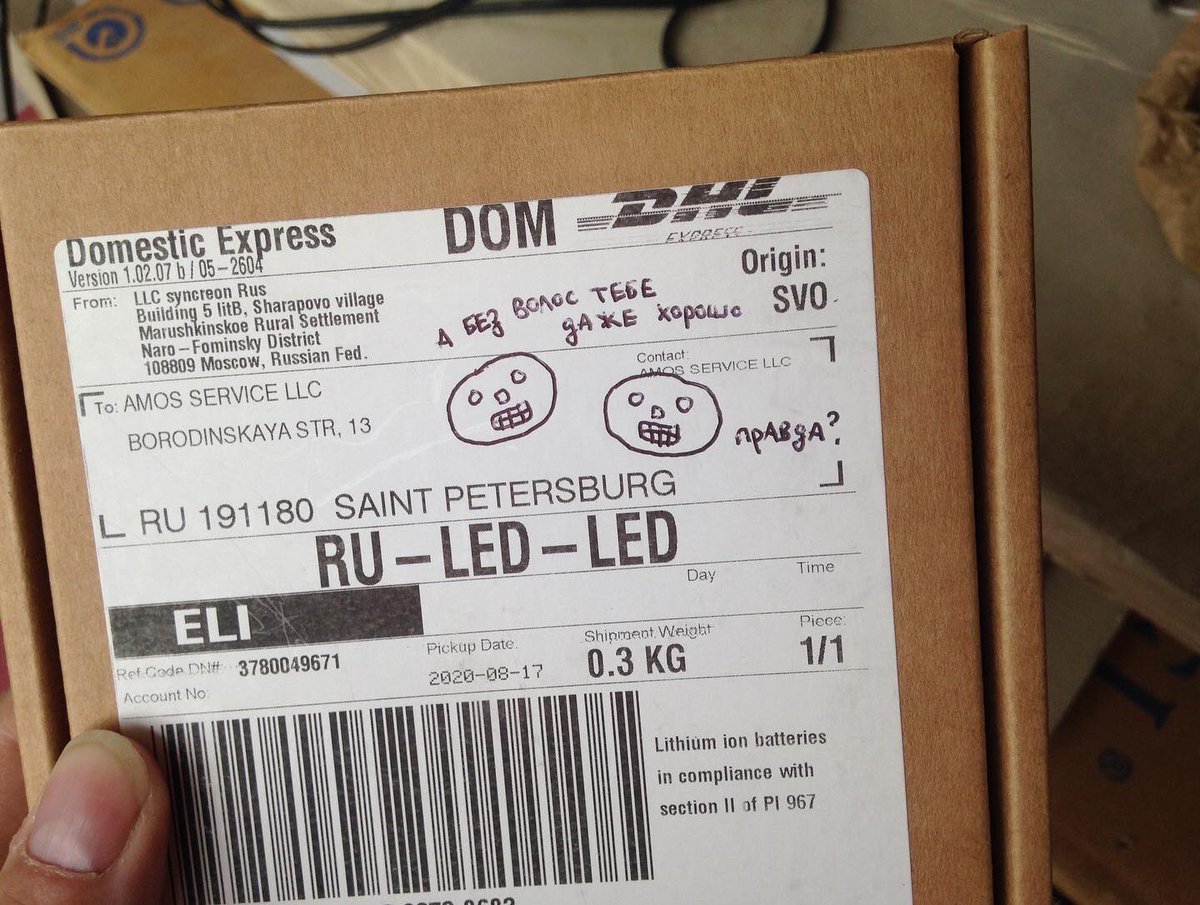 Domestic Express
DOM
DHL
EXPRESS
Version 1.02.07 b / 05-2604
Origin:
SVO
From: LLC syncreon Rus
Building 5 litB, Sharapovo village
Marushkinskoe Rural Settlement
Naro-Fominsky District
108809 Moscow, Russian Fed.
А БЕЗ ВОЛОС ТЕБЕ
дАЖЕ хорошо
Contact:
AMOS SERVICE LLC
To: AMOS SERVICE LLC
BORODINSKAYA STR, 13
прАВдА?
RU 191180 SAINT PETERSBURG
RU-LED-LED
Day
Time
ELI
Ref Code DN#: 3780049671
Pickup Date:
2020-08-17
Shipment Weight
0.3 KG
Piece:
1/1
Account No:
Lithium ion batteries
in compliance with
section II of PI 967